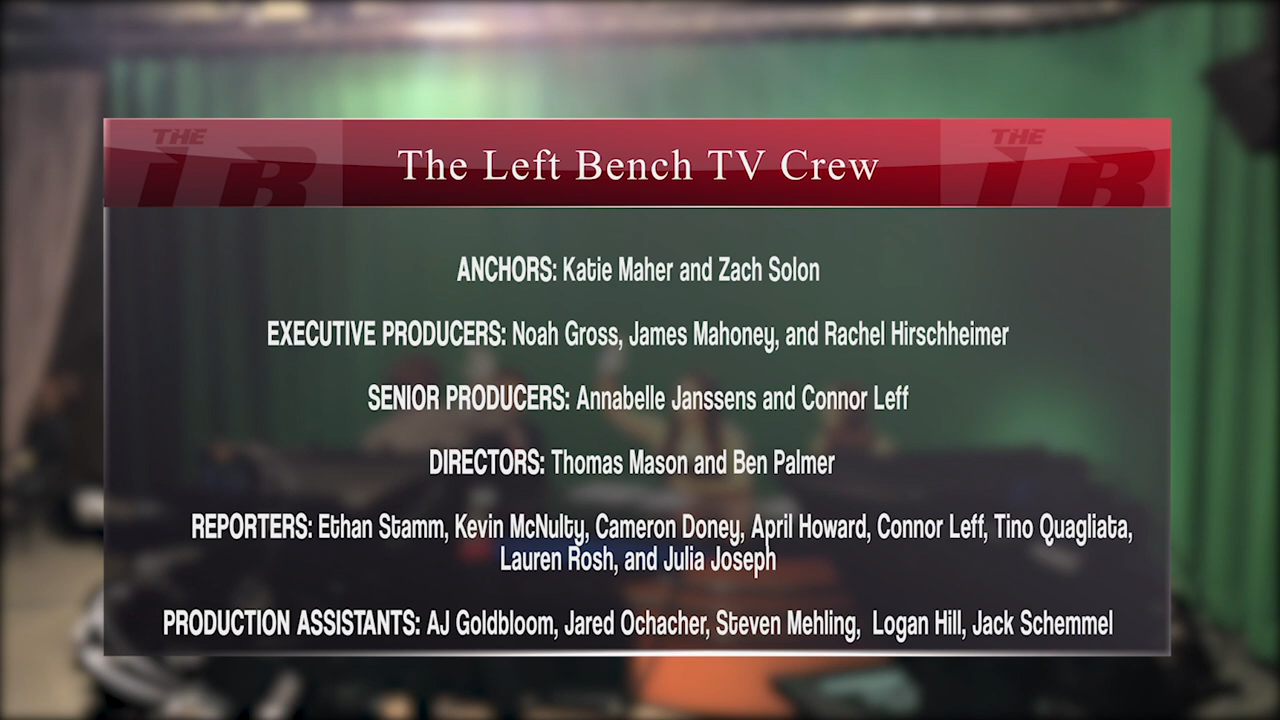 THE
LB
THE
LB
The Left Bench TV Crew
ANCHORS: Katie Maher and Zach Solon
EXECUTIVE PRODUCERS: Noah Gross, James Mahoney, and Rachel Hirschheimer
SENIOR PRODUCERS: Annabelle Janssens and Connor Leff
DIRECTORS: Thomas Mason and Ben Palmer
REPORTERS: Ethan Stamm, Kevin McNulty, Cameron Doney, April Howard, Connor Leff, Tino Quagliata,
Lauren Rosh, and Julia Joseph
PRODUCTION ASSISTANTS: AJ Goldbloom, Jared Ochacher, Steven Mehling,  Logan Hill, Jack Schemmel